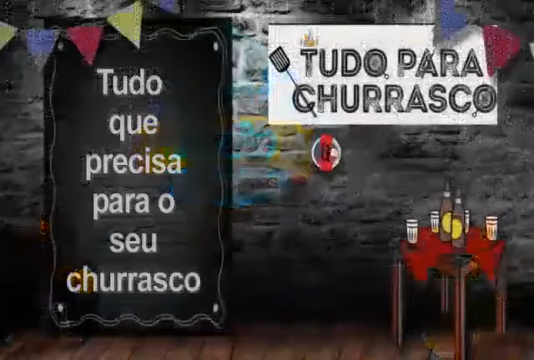 Tudo
que
precisa
para o
seu
churrasco
TUDO PARA
CHURRASCO